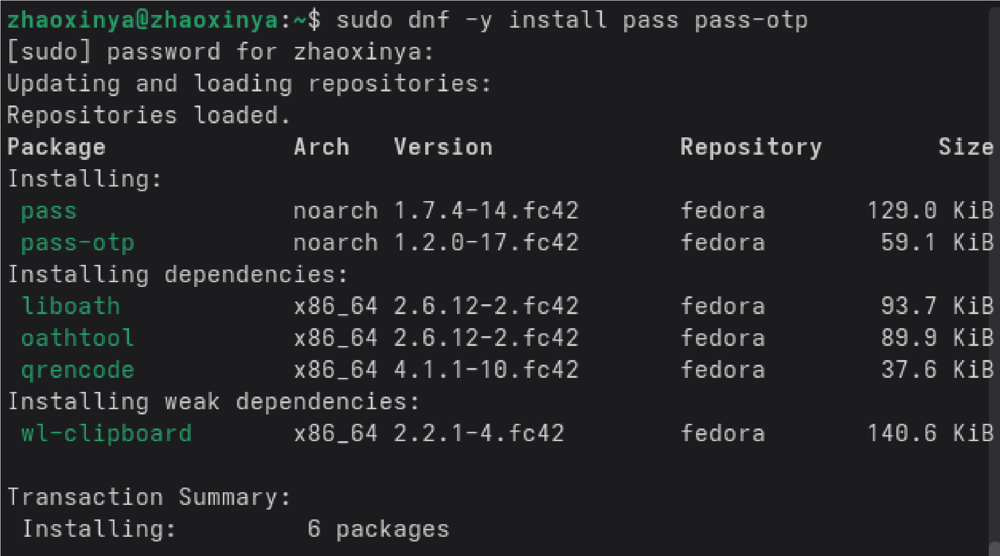 zhaoxinya@zhaoxinya:~$ sudo dnf -y install pass pass-otp
[sudo] password for zhaoxinya:
Updating and loading repositories:
Repositories loaded.
Package Arch Version Repository Size
Installing:
pass noarch 1.7.4-14.fc42 fedora 129.0 KiB
pass-otp noarch 1.2.0-17.fc42 fedora 59.1 KiB
Installing dependencies:
liboath x86_64 2.6.12-2.fc42 fedora 93.7 KiB
oathtool x86_64 2.6.12-2.fc42 fedora 89.9 KiB
qrencode x86_64 4.1.1-10.fc42 fedora 37.6 KiB
Installing weak dependencies:
wl-clipboard x86_64 2.2.1-4.fc42 fedora 140.6 KiB
Transaction Summary:
Installing: 6 packages